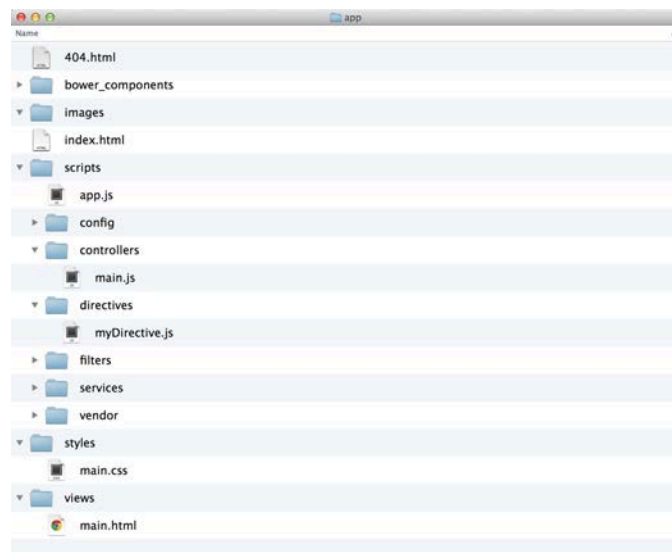 app
Name
404.html
bower_components
images
index.html
scripts
app.js
config
controllers
main.js
directives
myDirective.js
filters
services
vendor
styles
main.css
views
main.html